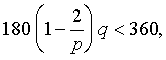 180(1 - 2/p)q < 360,